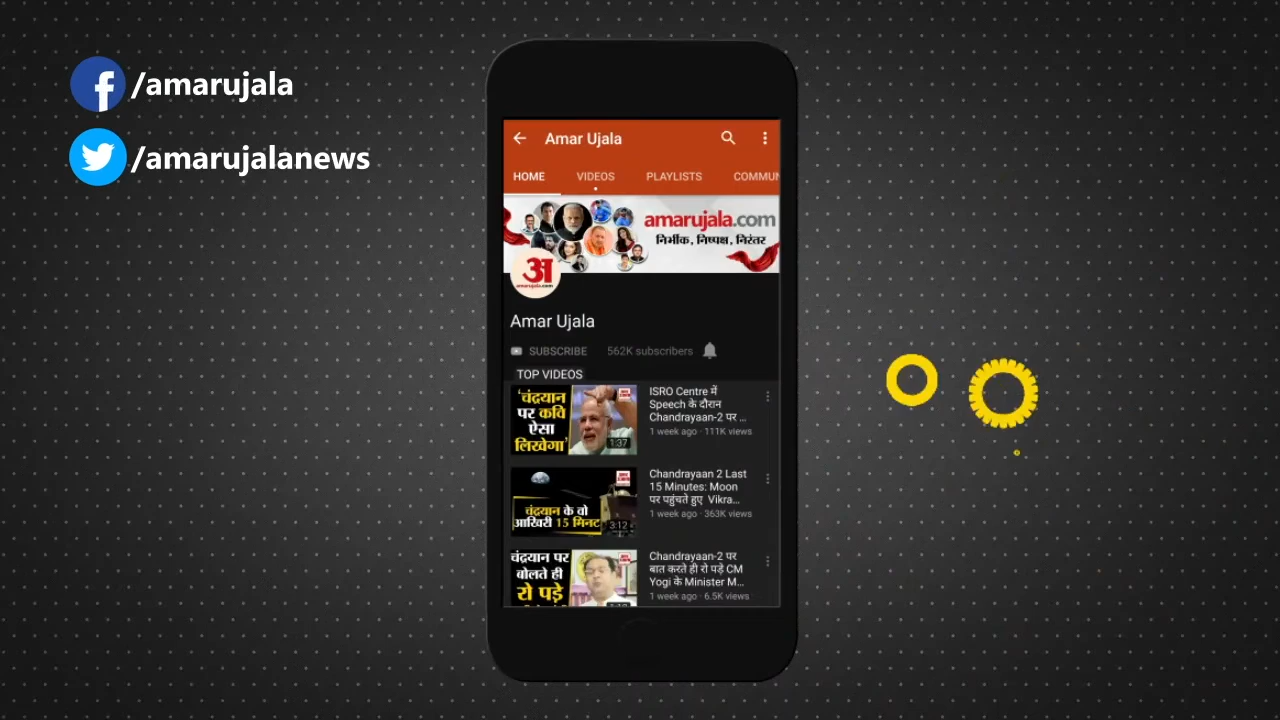 /amarujala
/amarujalanews
Amar Ujala
HOME VIDEOS PLAYLISTS COMMUN
amarujala.com
निर्भीक, निष्पक्ष, निरंतर
अ
amarujala.com
Amar Ujala
SUBSCRIBE 562K subscribers
TOP VIDEOS
'चंद्रयान
पर कवि
ऐसा
लिखेगा'
1:37
ISRO Centre में
Speech के दौरान
Chandrayaan-2 पर ...
1 week ago · 111K views
चंद्रयान के वो
आखिरी 15 मिनट
3:12
Chandrayaan 2 Last
15 Minutes: Moon
पर पहुंचते हुए Vikra...
1 week ago · 363K views
चंद्रयान पर
बोलते ही
रो पड़े
Chandrayaan-2 पर
बात करते ही रो पड़े CM
Yogi के Minister M...
1 week ago · 6.5K views